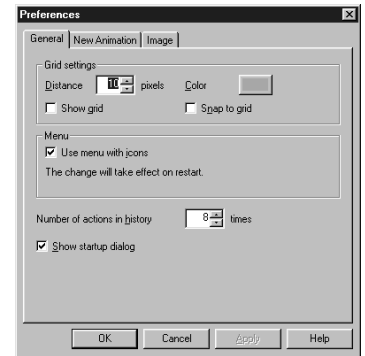 Preferences
General New Animation Image
Grid settings
Distance 10 pixels Color
Show grid Snap to grid
Menu
Use menu with icons
The change will take effect on restart.
Number of actions in history 8 times
Show startup dialog
OK Cancel Apply Help